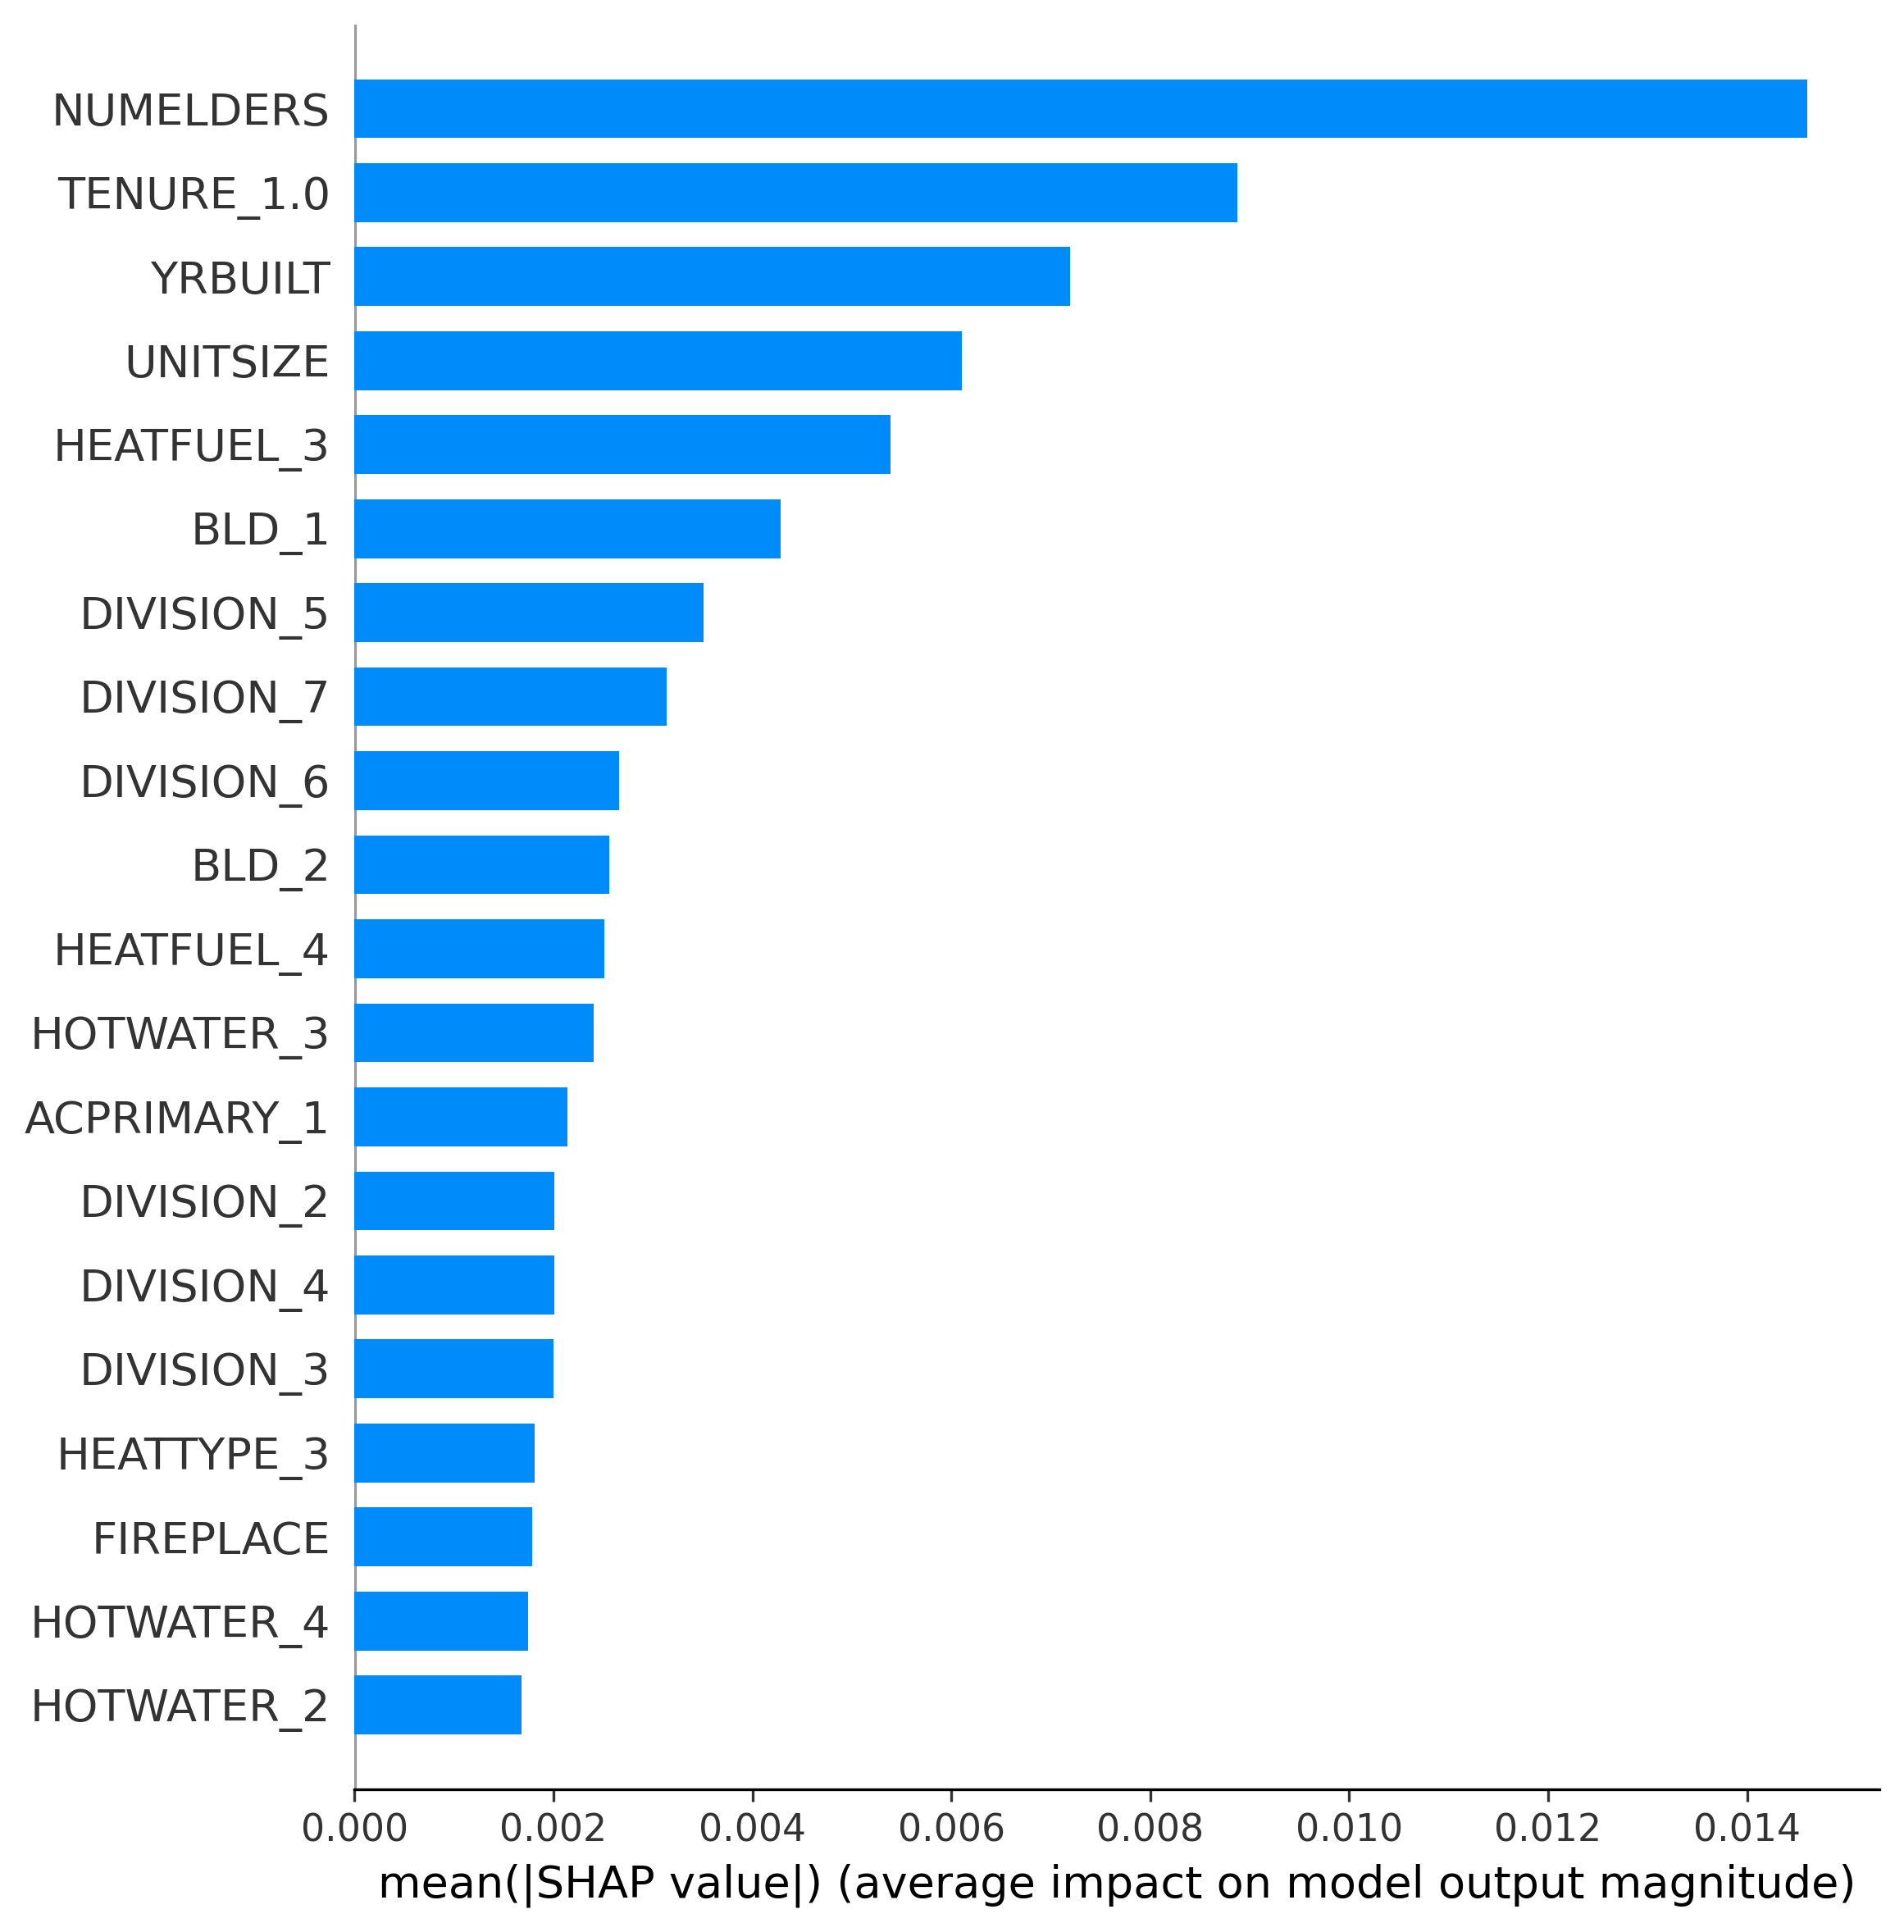 NUMELDERS
TENURE_1.0
YRBUILT
UNITSIZE
HEATFUEL_3
BLD_1
DIVISION_5
DIVISION_7
DIVISION_6
BLD_2
HEATFUEL_4
HOTWATER_3
ACPRIMARY_1
DIVISION_2
DIVISION_4
DIVISION_3
HEATTYPE_3
FIREPLACE
HOTWATER_4
HOTWATER_2
0.000 0.002 0.004 0.006 0.008 0.010 0.012 0.014
mean(|SHAP value|) (average impact on model output magnitude)